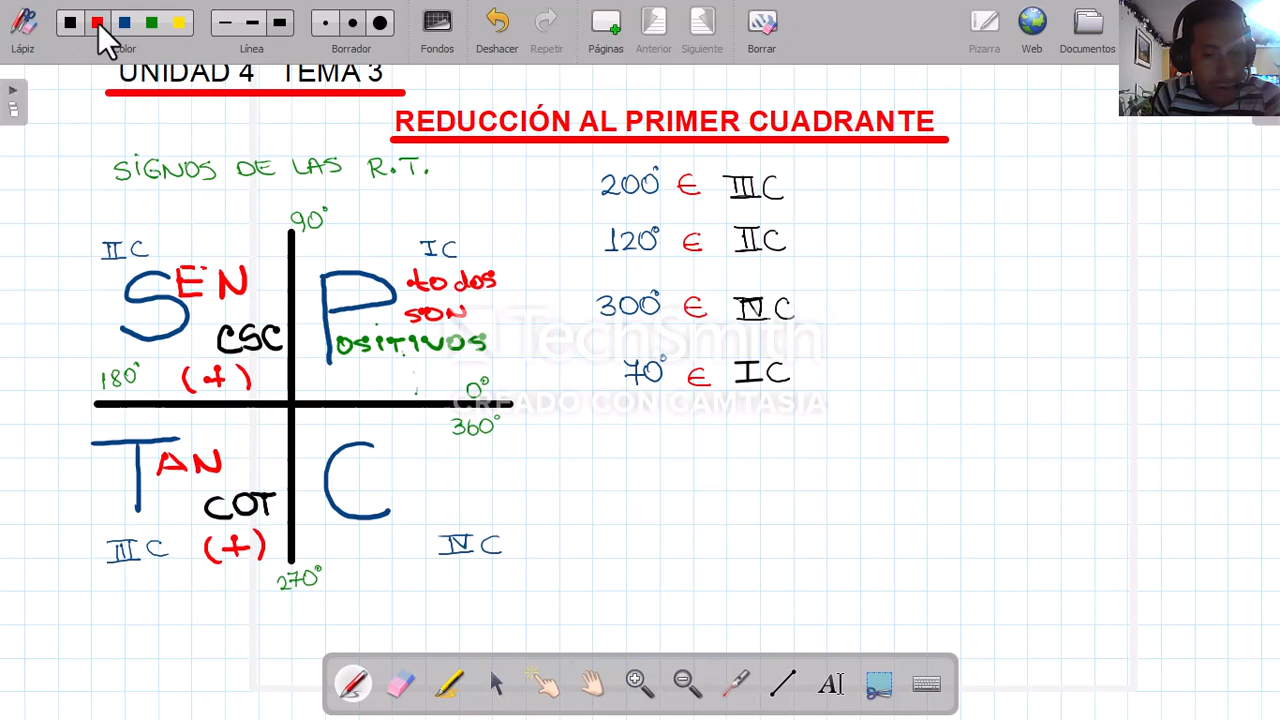 Lápiz
Color
Línea
Borrador
Fondos
Deshacer
Repetir
Páginas
Anterior
Siguiente
Borrar
Pizarra
Web
Documentos
UNIDAD 4 TEMA 3
REDUCCIÓN AL PRIMER CUADRANTE
SIGNOS DE LAS R.T.
90°
IIC
IC
SEN
CSC
(+)
180°
P
todos
son
OSITIVOS
0°
360°
TAN
COT
(+)
IIIC
C
IVC
270°
200° ∈ IIIC
120° ∈ IIC
300° ∈ IVC
70° ∈ IC
TechSmith
CREADO CON CAMTASIA
A